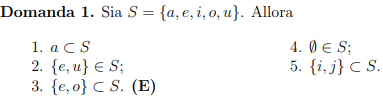 Domanda 1. Sia S = {a, e, i, o, u}. Allora
1. a ⊂ S
2. {e, u} ∈ S;
3. {e, o} ⊂ S. (E)
4. ∅ ∈ S;
5. {i, j} ⊂ S.